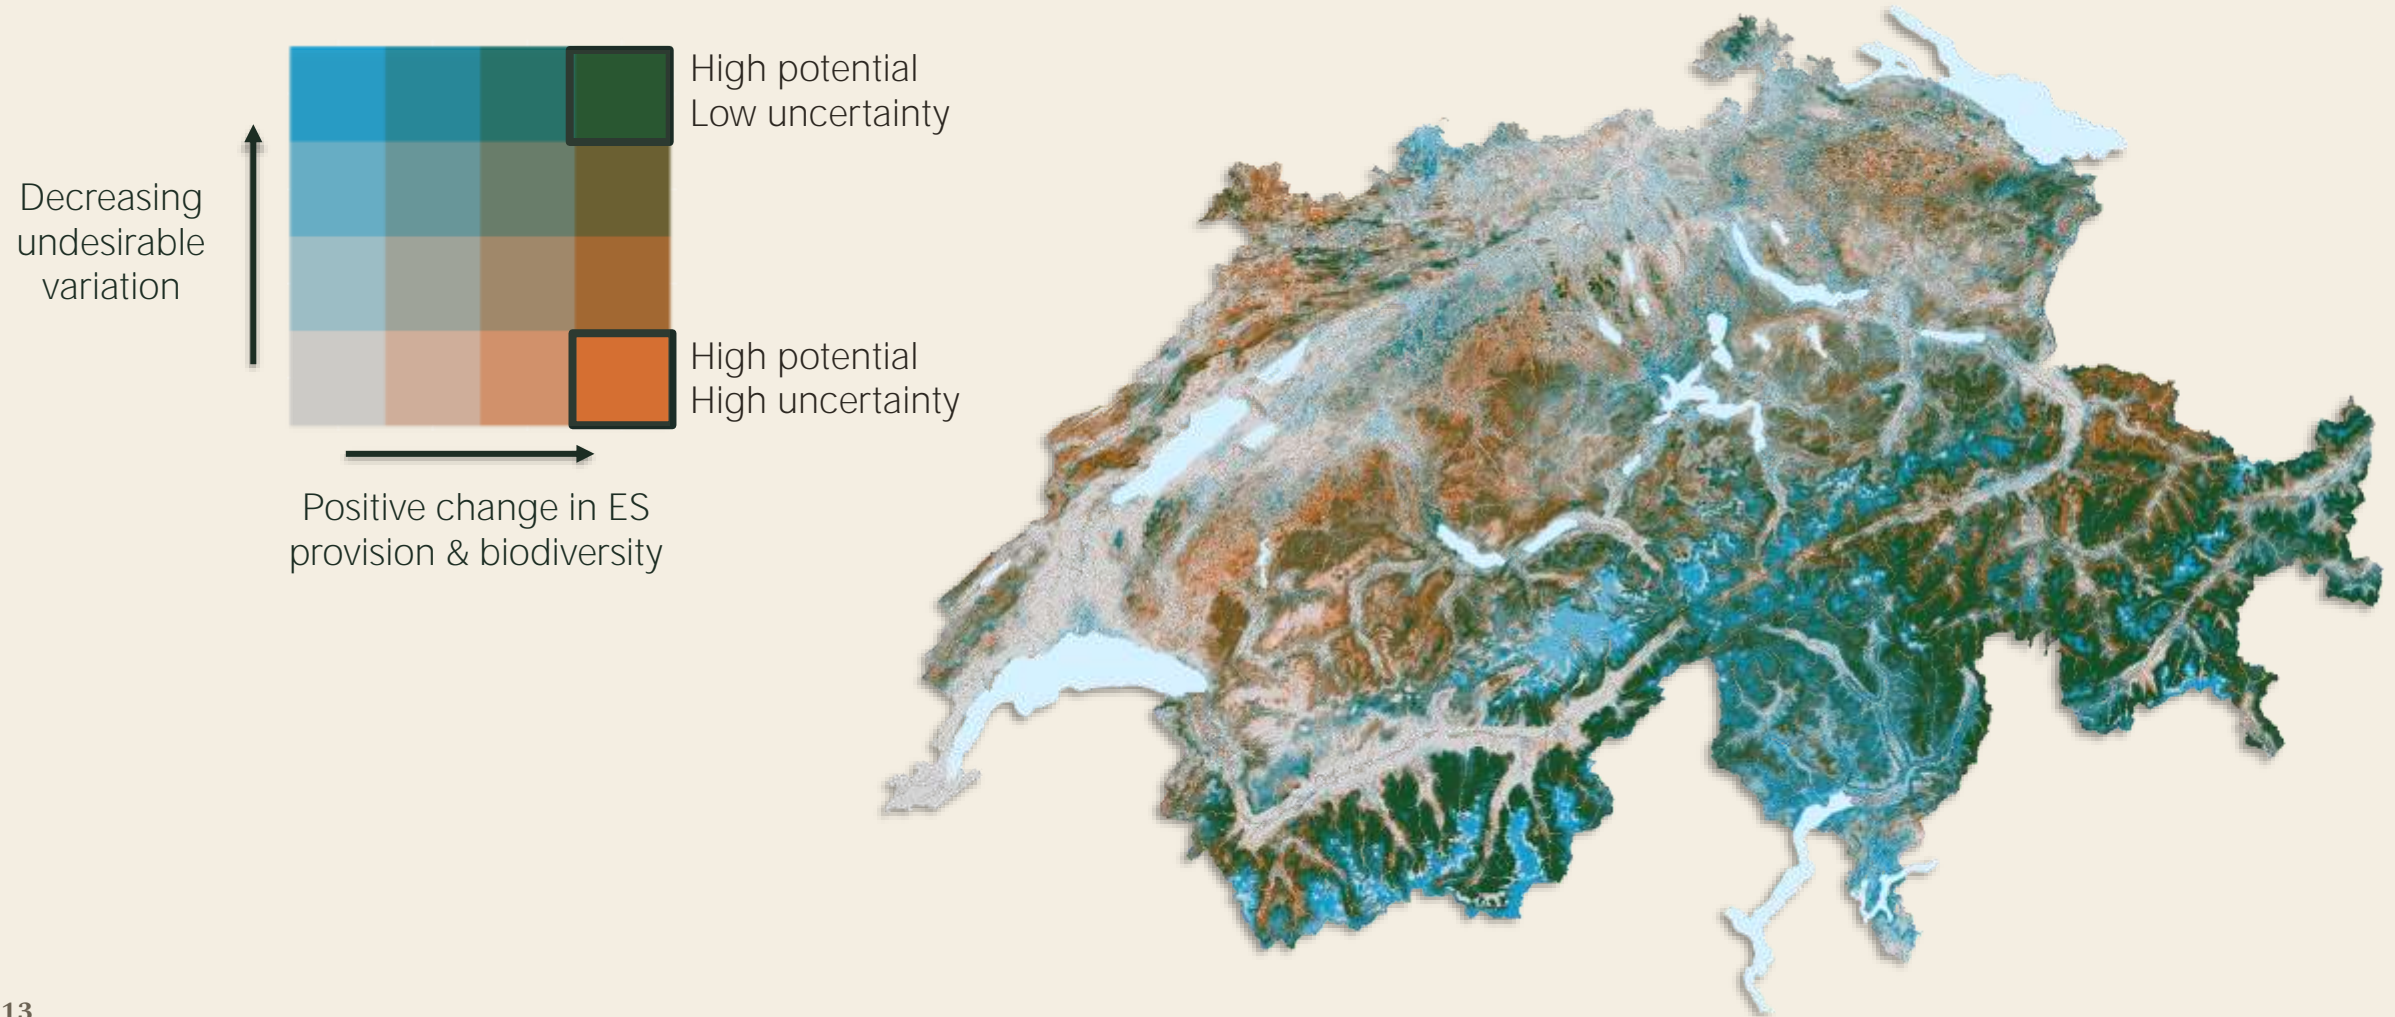 High potential
Low uncertainty
Decreasing
undesirable
variation
High potential
High uncertainty
Positive change in ES
provision & biodiversity
13